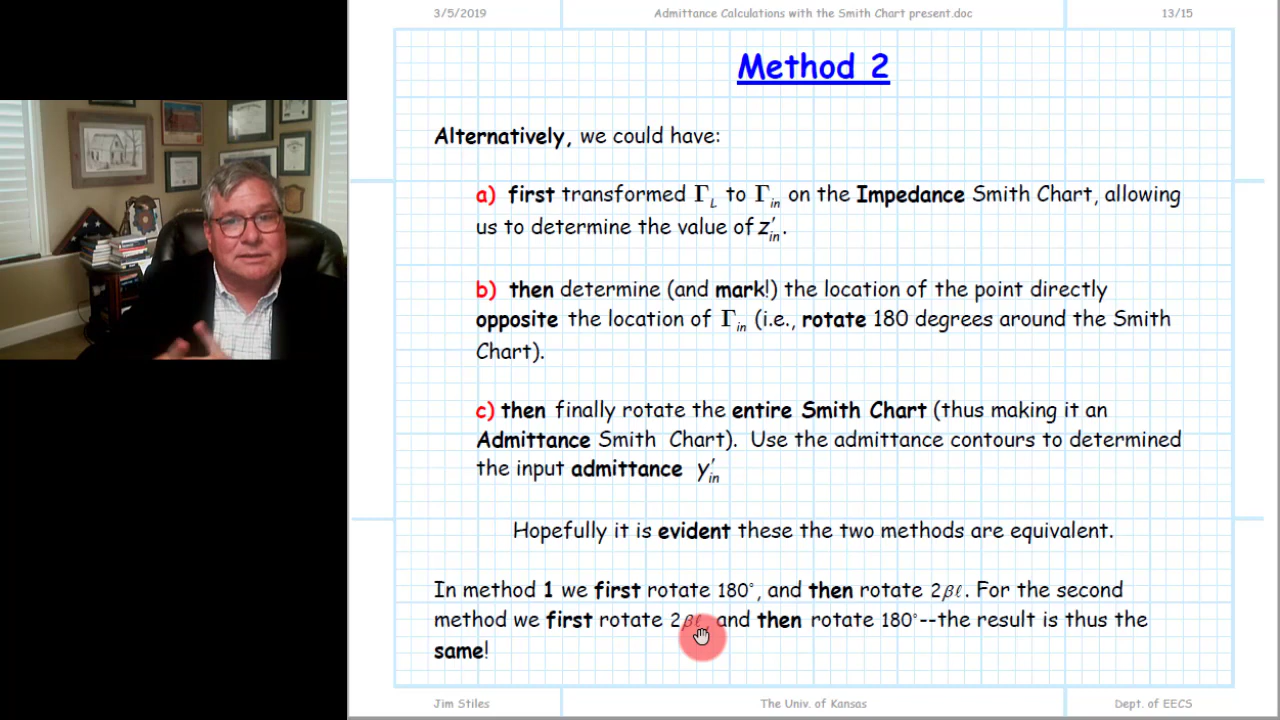 3/5/2019 Admittance Calculations with the Smith Chart present.doc 13/15
Method 2
Alternatively, we could have:
a) first transformed Γ_L to Γ_in on the Impedance Smith Chart, allowing
us to determine the value of z′_in.
b) then determine (and mark!) the location of the point directly
opposite the location of Γ_in (i.e., rotate 180 degrees around the Smith
Chart).
c) then finally rotate the entire Smith Chart (thus making it an
Admittance Smith Chart). Use the admittance contours to determined
the input admittance y′_in
Hopefully it is evident these the two methods are equivalent.
In method 1 we first rotate 180°, and then rotate 2βℓ. For the second
method we first rotate 2βℓ, and then rotate 180°--the result is thus the
same!
Jim Stiles The Univ. of Kansas Dept. of EECS